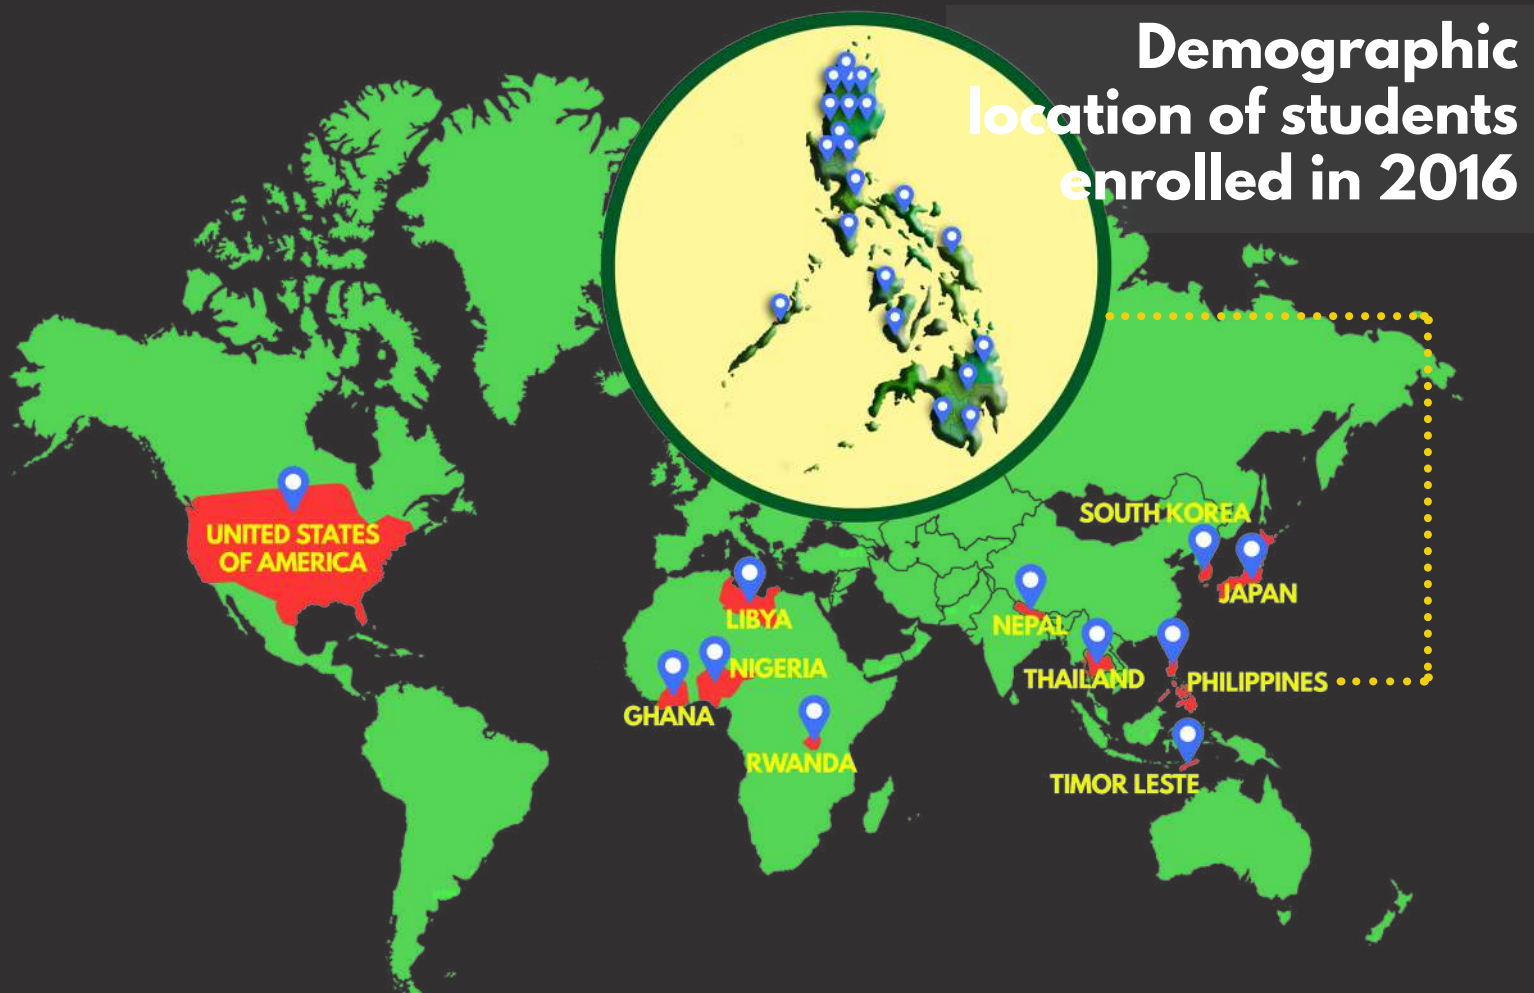 Demographic
location of students
enrolled in 2016
UNITED STATES
OF AMERICA
SOUTH KOREA
JAPAN
LIBYA
NEPAL
NIGERIA
THAILAND
PHILIPPINES
GHANA
RWANDA
TIMOR LESTE